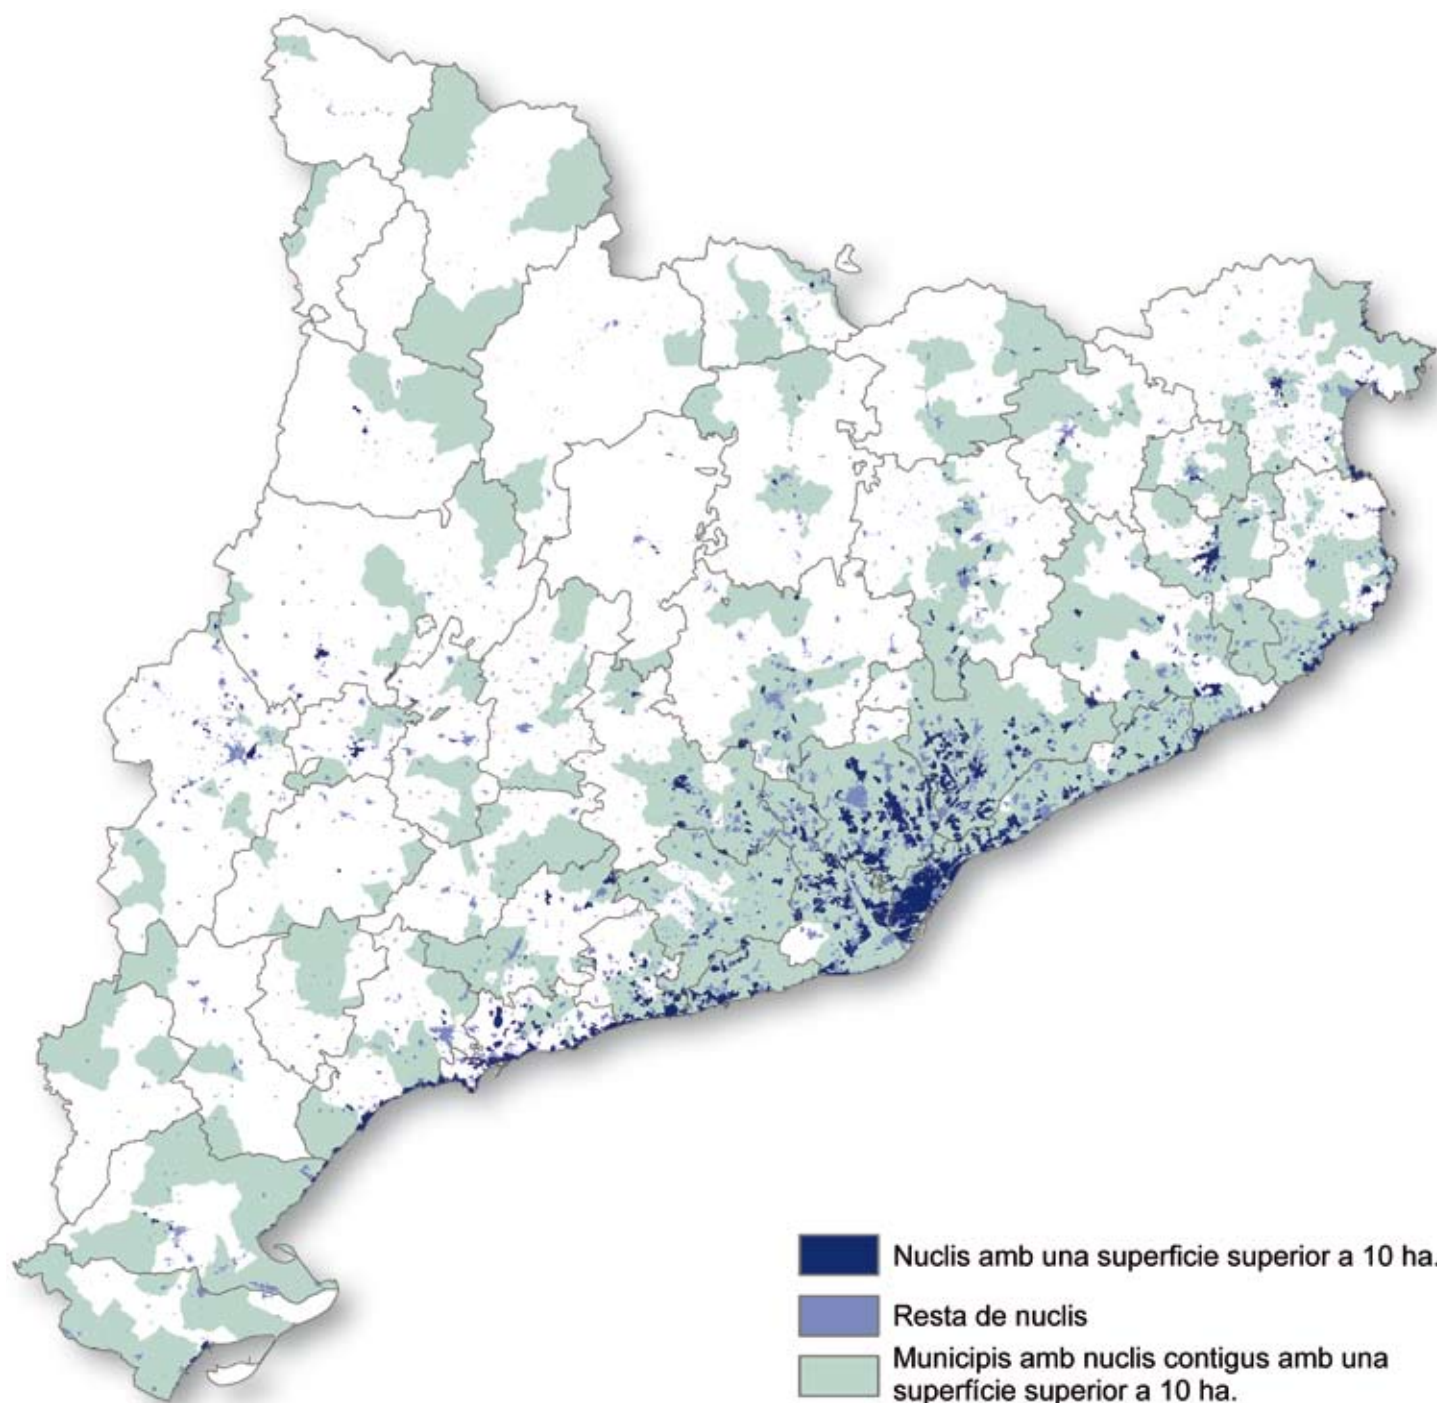 Nuclis amb una superficie superior a 10 ha.
Resta de nuclis
Municipis amb nuclis contigus amb una
superfície superior a 10 ha.